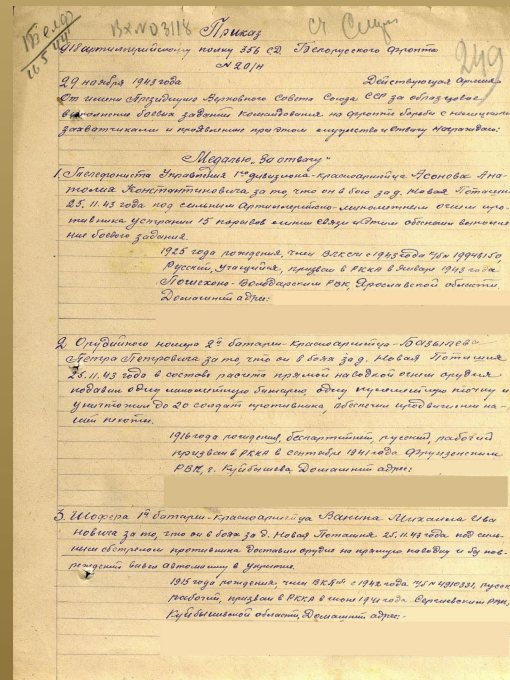 Вх № 3118
249
Приказ
918 артиллерийскому полку 356 СД Белорусского фронта
№ 20/Н
29 ноября 1943 года Действующая Армия
От имени Президиума Верховного Совета Союза ССР за образцовое
выполнение боевых заданий командования на фронте борьбы с немецкими
захватчиками и проявленные при этом мужество и отвагу награждаю:
Медалью "За отвагу"
1. Телефониста Управления 1го дивизиона - красноармейца Асонова Ана-
толия Константиновича, за то, что он в бою за д. Новая Поташня
25.11.43 года под сильным артиллерийско-минометным огнем про-
тивника устранил 15 порывов линии связи и этим обеспечил выполне-
ние боевого задания.
1925 года рождения, член ВЛКСМ с 1943 года
Русский, учащийся, призван в РККА в январе 1943 года
Пошехоно-Володарским РВК Ярославской области.
Домашний адрес:
2. Орудийного номера 2й батареи - красноармейца - Базылева
Петра Петровича за то, что он в боях за д. Новая Поташня
25.11.43 года в составе расчета прямой наводкой огнем орудия
подавил одну минометную батарею, одну пулеметную точку и
уничтожил до 20 солдат противника, обеспечив продвижение на-
шей пехоты.
1916 года рождения, беспартийный, русский, рабочий
призван в РККА в сентябре 1941 года Фрунзенским
РВК, г. Куйбышева. Домашний адрес:
3. Шофера 1й батареи - красноармейца Ванина Михаила Ива
новича за то, что он в боях за д. Новая Поташня 25.11.43 года под силь-
ным обстрелом противника доставил орудие на прямую наводку и
вывел автомашину в укрытие.
1915 года рождения, член ВКП(б) с 1942 года русск
рабочий, призван в РККА в июне 1941 года Сергиевским РВК,
Куйбышевской области, Домашний адрес:-